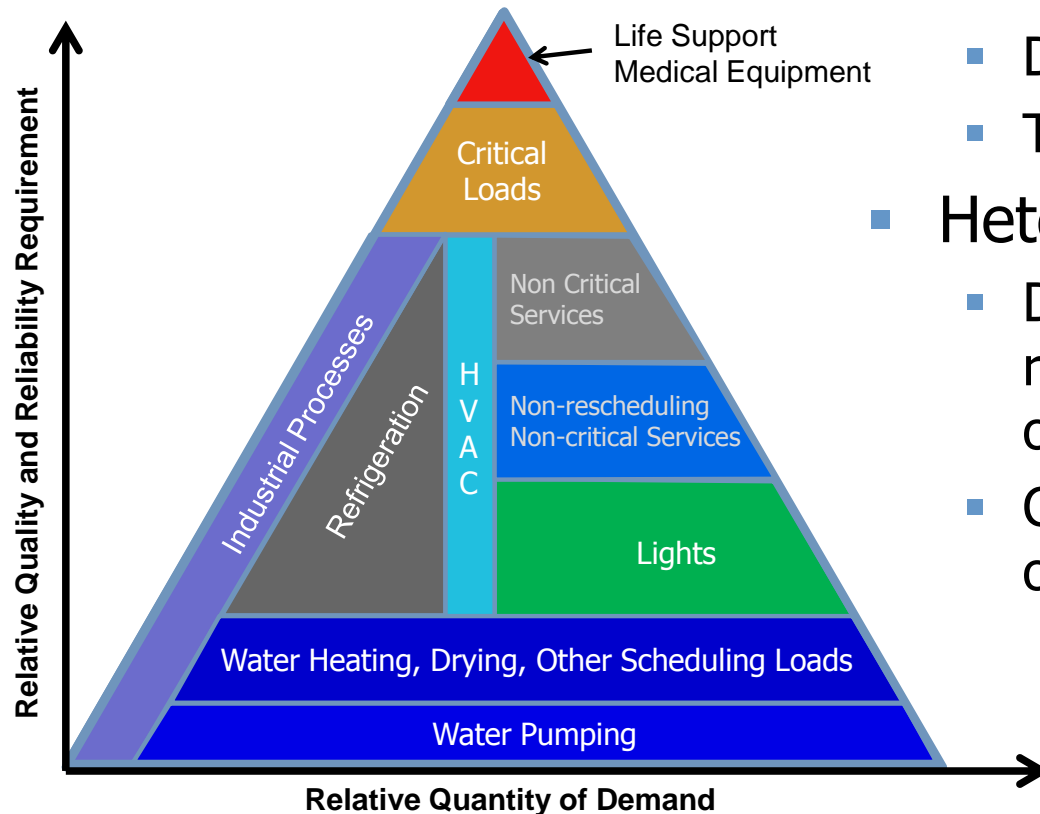 Relative Quality and Reliability Requirement
Life Support
Medical Equipment
Critical
Loads
Industrial Processes
Refrigeration
H
V
A
C
Non Critical
Services
Non-rescheduling
Non-critical Services
Lights
Water Heating, Drying, Other Scheduling Loads
Water Pumping
Relative Quantity of Demand